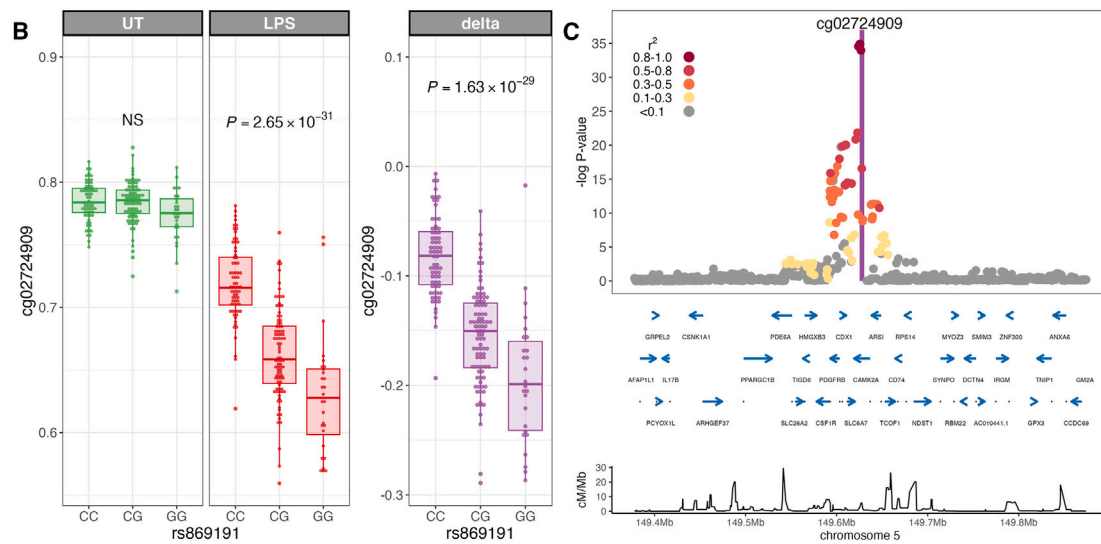 B
UT
LPS
delta
cg02724909
0.9
0.8
0.7
0.6
NS
P = 2.65 × 10⁻³¹
CC CG GG CC CG GG
rs869191
cg02724909
0.1
0.0
-0.1
-0.2
-0.3
P = 1.63 × 10⁻²⁹
CC CG GG
rs869191
C
cg02724909
r²
0.8-1.0
0.5-0.8
0.3-0.5
0.1-0.3
<0.1
-log P-value
35
30
25
20
15
10
5
0
GRPEL2 CSNK1A1 PDE6A HMGXB3 CDX1 ARSI RPS14 MYOZ3 SMIM3 ZNF300 ANXA6
AFAP1L1 IL17B PPARGC1B TIGD6 PDGFRB CAMK2A CD74 SYNPO DCTN4 IRGM TNIP1 GM2A
PCYOX1L ARHGEF37 SLC26A2 CSF1R SLC6A7 TCOF1 NDST1 RBM22 AC010441.1 GPX3 CCDC69
cM/Mb
30
20
10
0
149.4Mb 149.5Mb 149.6Mb 149.7Mb 149.8Mb
chromosome 5